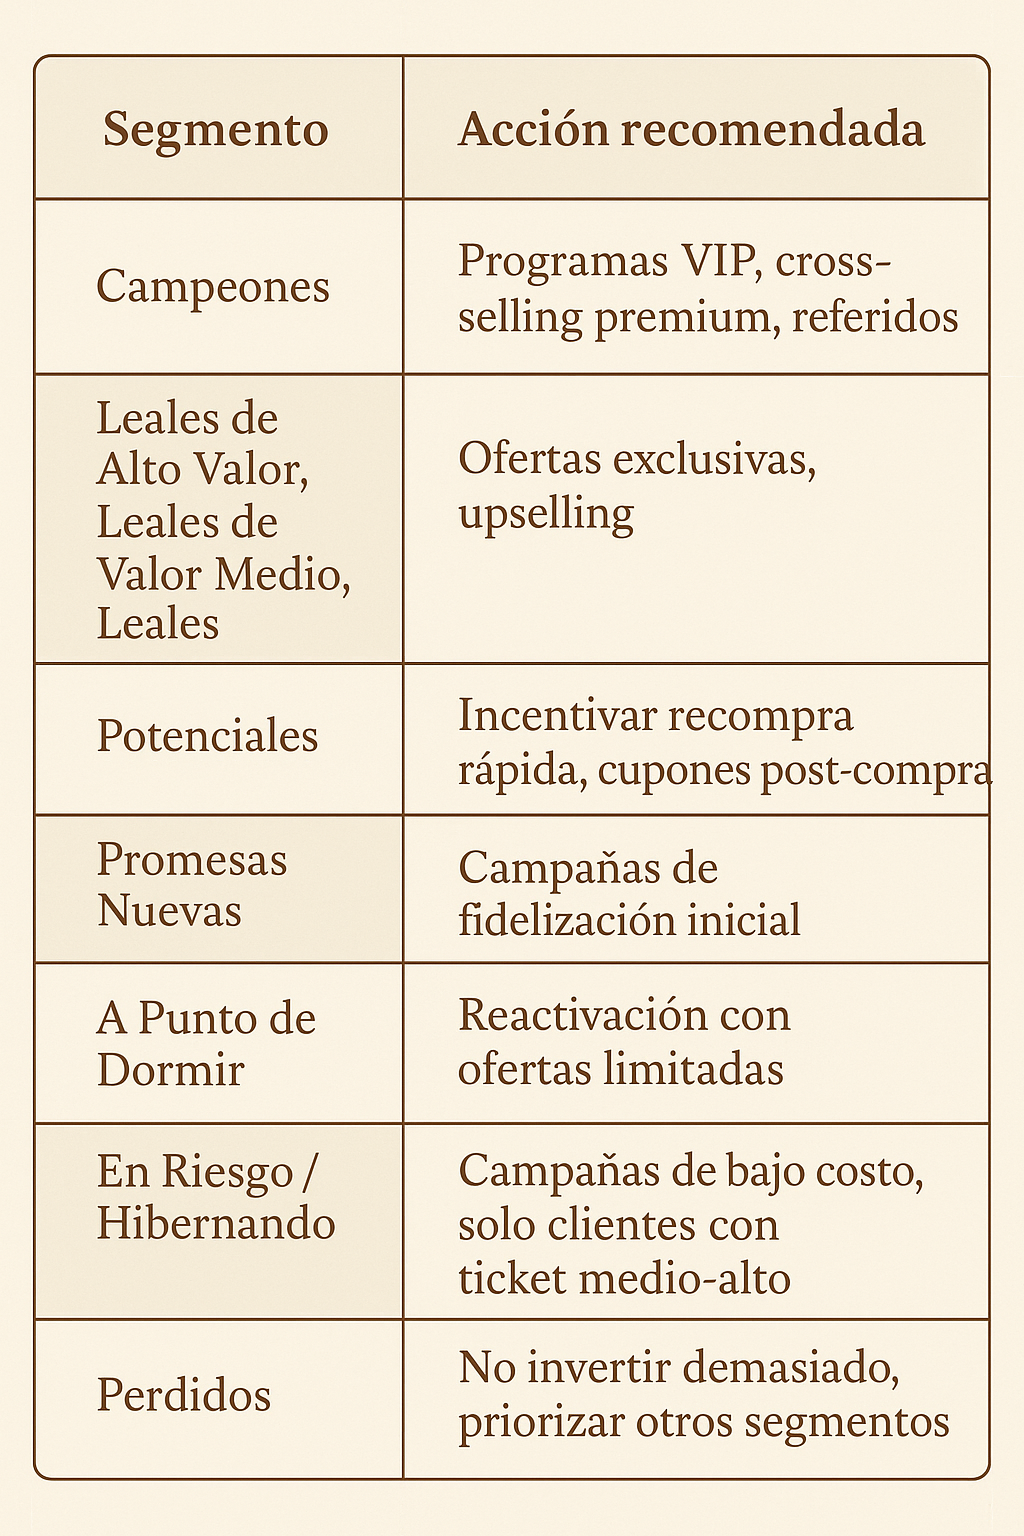 Segmento
Acción recomendada
Campeones
Programas VIP, cross-
selling premium, referidos
Leales de
Alto Valor,
Leales de
Valor Medio,
Leales
Ofertas exclusivas,
upselling
Potenciales
Incentivar recompra
rápida, cupones post-compra
Promesas
Nuevas
Campaňas de
fidelización inicial
A Punto de
Dormir
Reactivación con
ofertas limitadas
En Riesgo /
Hibernando
Campaňas de bajo costo,
solo clientes con
ticket medio-alto
Perdidos
No invertir demasiado,
priorizar otros segmentos